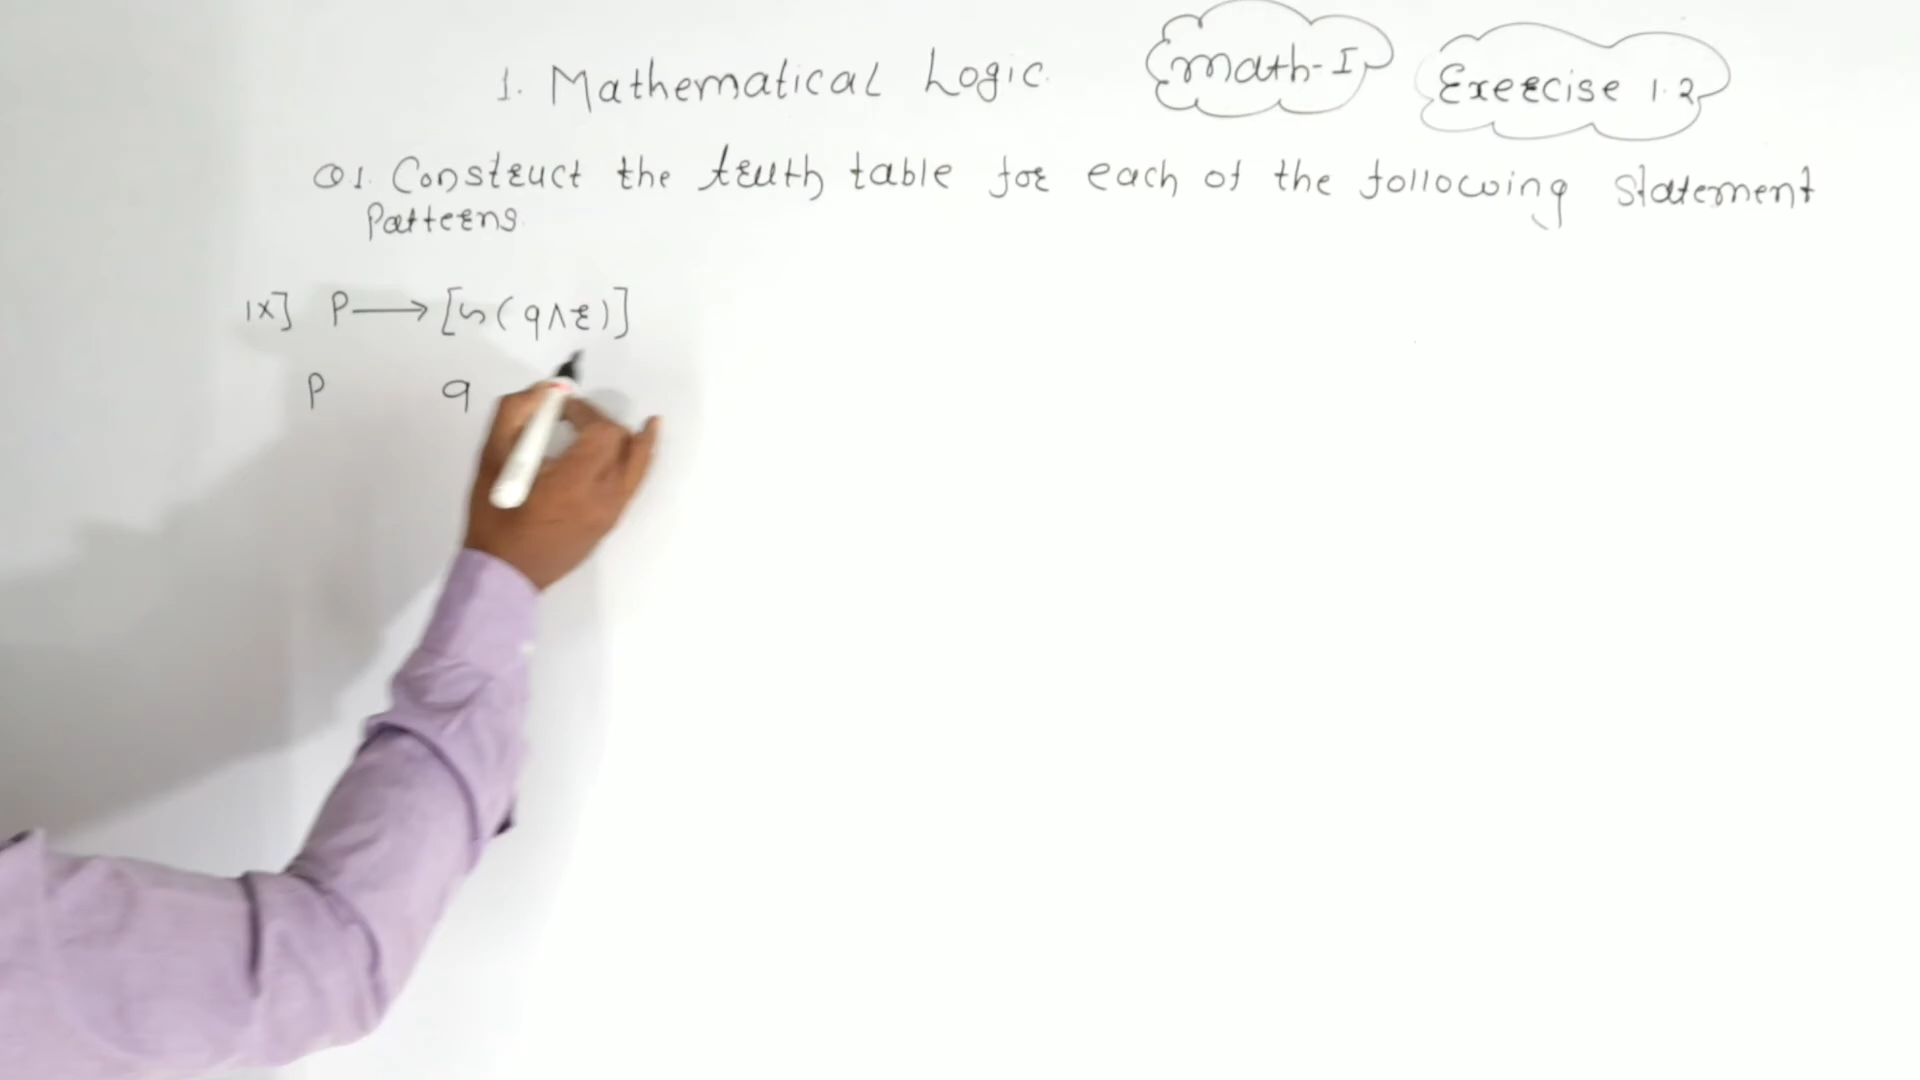 1. Mathematical Logic. Math-I Exercise 1.2
Q1. Construct the truth table for each of the following statement
patterns.
ix] p → [∼(q∧r)]
p q